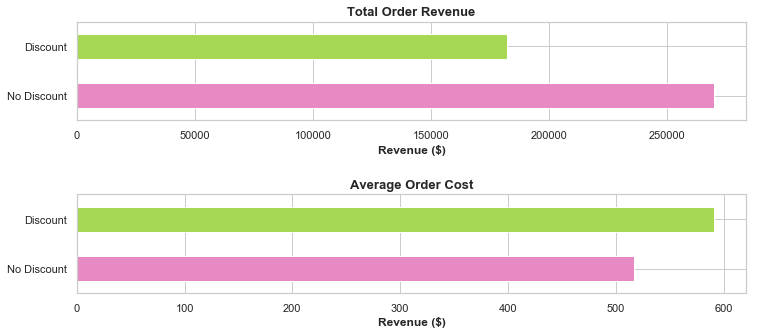 Total Order Revenue
Discount
No Discount
0 50000 100000 150000 200000 250000
Revenue ($)
Average Order Cost
Discount
No Discount
0 100 200 300 400 500 600
Revenue ($)